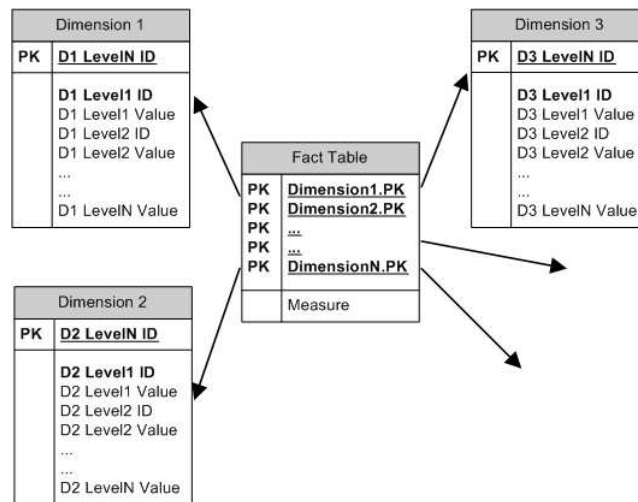 Dimension 1
PK D1 LevelN ID
D1 Level1 ID
D1 Level1 Value
D1 Level2 ID
D1 Level2 Value
...
...
D1 LevelN Value
Dimension 3
PK D3 LevelN ID
D3 Level1 ID
D3 Level1 Value
D3 Level2 ID
D3 Level2 Value
...
...
D3 LevelN Value
Fact Table
PK Dimension1.PK
PK Dimension2.PK
PK ...
PK ...
PK DimensionN.PK
Measure
Dimension 2
PK D2 LevelN ID
D2 Level1 ID
D2 Level1 Value
D2 Level2 ID
D2 Level2 Value
...
...
D2 LevelN Value